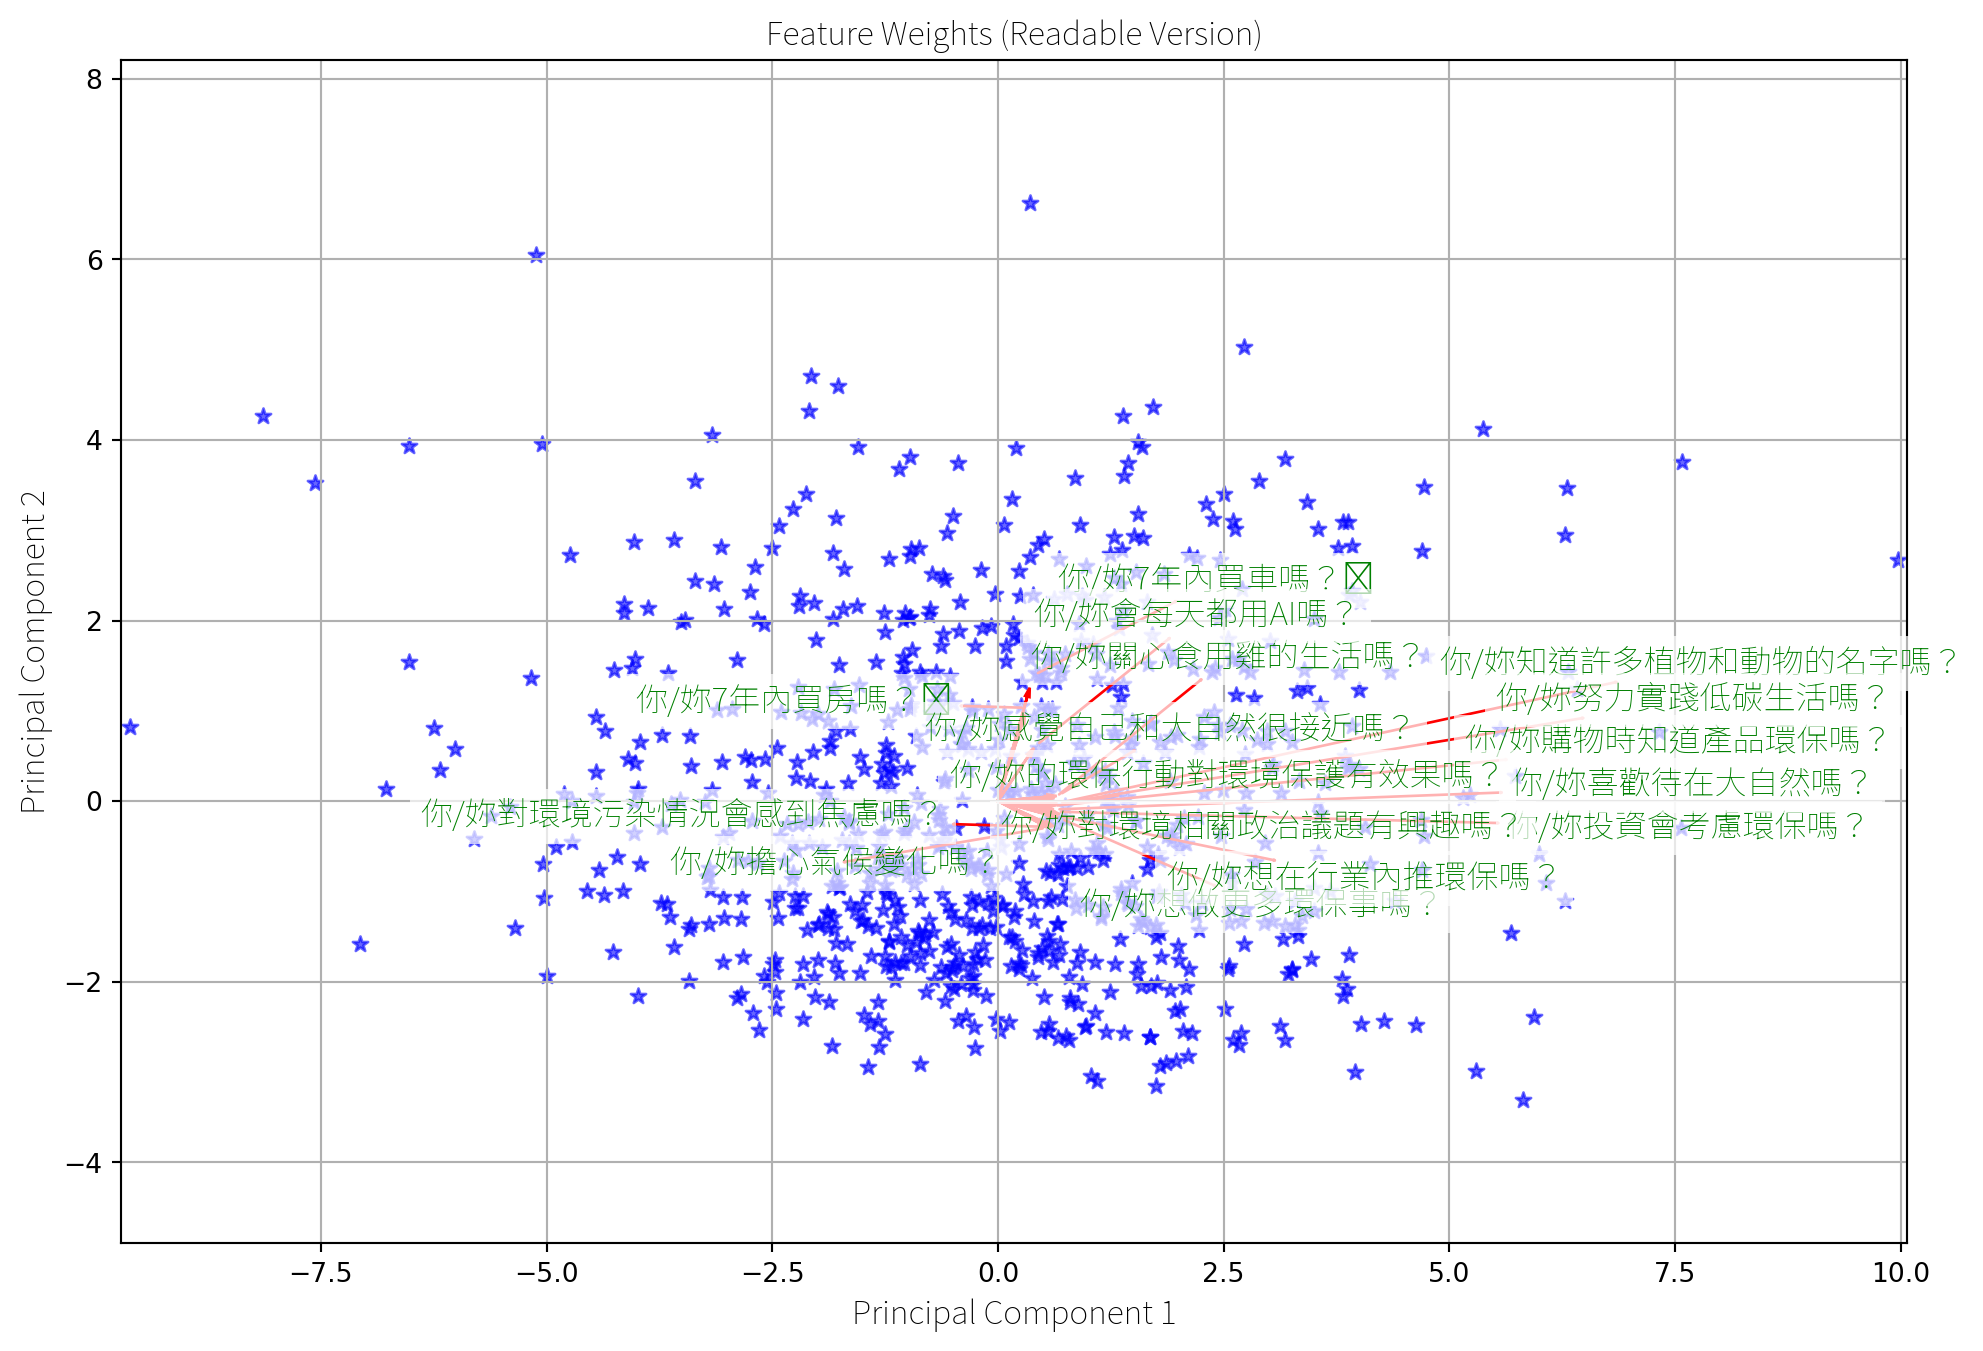 Feature Weights (Readable Version)
8
6
4
2
0
−2
−4
Principal Component 2
你/妳7年內買車嗎？
你/妳會每天都用AI嗎？
你/妳關心食用雞的生活嗎？
你/妳知道許多植物和動物的名字嗎？
你/妳7年內買房嗎？
你/妳努力實踐低碳生活嗎？
你/妳感覺自己和大自然很接近嗎？
你/妳購物時知道產品環保嗎？
你/妳的環保行動對環境保護有效果嗎？
你/妳喜歡待在大自然嗎？
你/妳對環境污染情況會感到焦慮嗎？
你/妳對環境相關政治議題有興趣嗎？
你/妳投資會考慮環保嗎？
你/妳擔心氣候變化嗎？
你/妳想在行業內推環保嗎？
你/妳想做更多環保事嗎？
−7.5
−5.0
−2.5
0.0
2.5
5.0
7.5
10.0
Principal Component 1